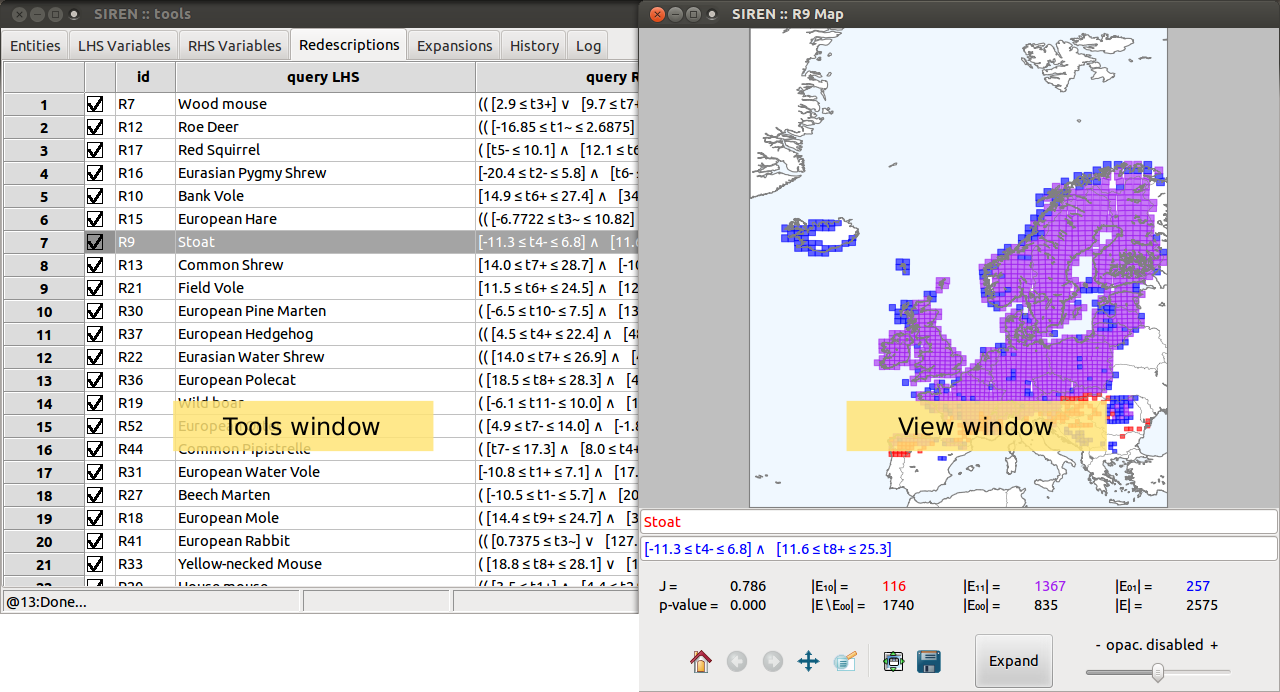 SIREN :: tools
Entities LHS Variables RHS Variables Redescriptions Expansions History Log
id query LHS query R
1 R7 Wood mouse (( [2.9 ≤ t3+] ∨ [9.7 ≤ t7+
2 R12 Roe Deer (( [-16.85 ≤ t1~ ≤ 2.6875]
3 R17 Red Squirrel ( [t5- ≤ 10.1] ∧ [12.1 ≤ t6
4 R16 Eurasian Pygmy Shrew [-20.4 ≤ t2- ≤ 5.8] ∧ [t6- ≤
5 R10 Bank Vole [14.9 ≤ t6+ ≤ 27.4] ∧ [34
6 R15 European Hare (( [-6.7722 ≤ t3~ ≤ 10.82]
7 R9 Stoat [-11.3 ≤ t4- ≤ 6.8] ∧ [11.6
8 R13 Common Shrew [14.0 ≤ t7+ ≤ 28.7] ∧ [-10
9 R21 Field Vole [11.5 ≤ t6+ ≤ 24.5] ∧ [12
10 R30 European Pine Marten [-6.5 ≤ t10- ≤ 7.5] ∧ [13
11 R37 European Hedgehog (( [4.5 ≤ t4+ ≤ 22.4] ∧ [48
12 R22 Eurasian Water Shrew ( [14.0 ≤ t7+ ≤ 26.9] ∧ [4
13 R36 European Polecat ( [18.5 ≤ t8+ ≤ 28.3] ∧ [4
14 R19 Wild boar [-6.1 ≤ t11- ≤ 10.0] ∧ [1
15 R52 [4.9 ≤ t7- ≤ 14.0] ∧ [-1.8
16 R44 Common Pipistrelle ( [t7- ≤ 17.3] ∧ [8.0 ≤ t4+
17 R31 European Water Vole [-10.8 ≤ t1+ ≤ 7.1] ∧ [17.
18 R27 Beech Marten ( [-10.5 ≤ t1- ≤ 5.7] ∧ [20
19 R18 European Mole ( [14.4 ≤ t9+ ≤ 24.7] ∧ [3
20 R41 European Rabbit (( [0.7375 ≤ t3~] ∨ [127.
21 R33 Yellow-necked Mouse ( [18.8 ≤ t8+ ≤ 28.1] ∨ [1
22 House mouse
Tools window
@13:Done...
SIREN :: R9 Map
View window
Stoat
[-11.3 ≤ t4- ≤ 6.8] ∧ [11.6 ≤ t8+ ≤ 25.3]
J = 0.786 |E₁₀| = 116 |E₁₁| = 1367 |E₀₁| = 257
p-value = 0.000 |E\E₀₀| = 1740 |E₀₀| = 835 |E| = 2575
Expand
- opac. disabled +